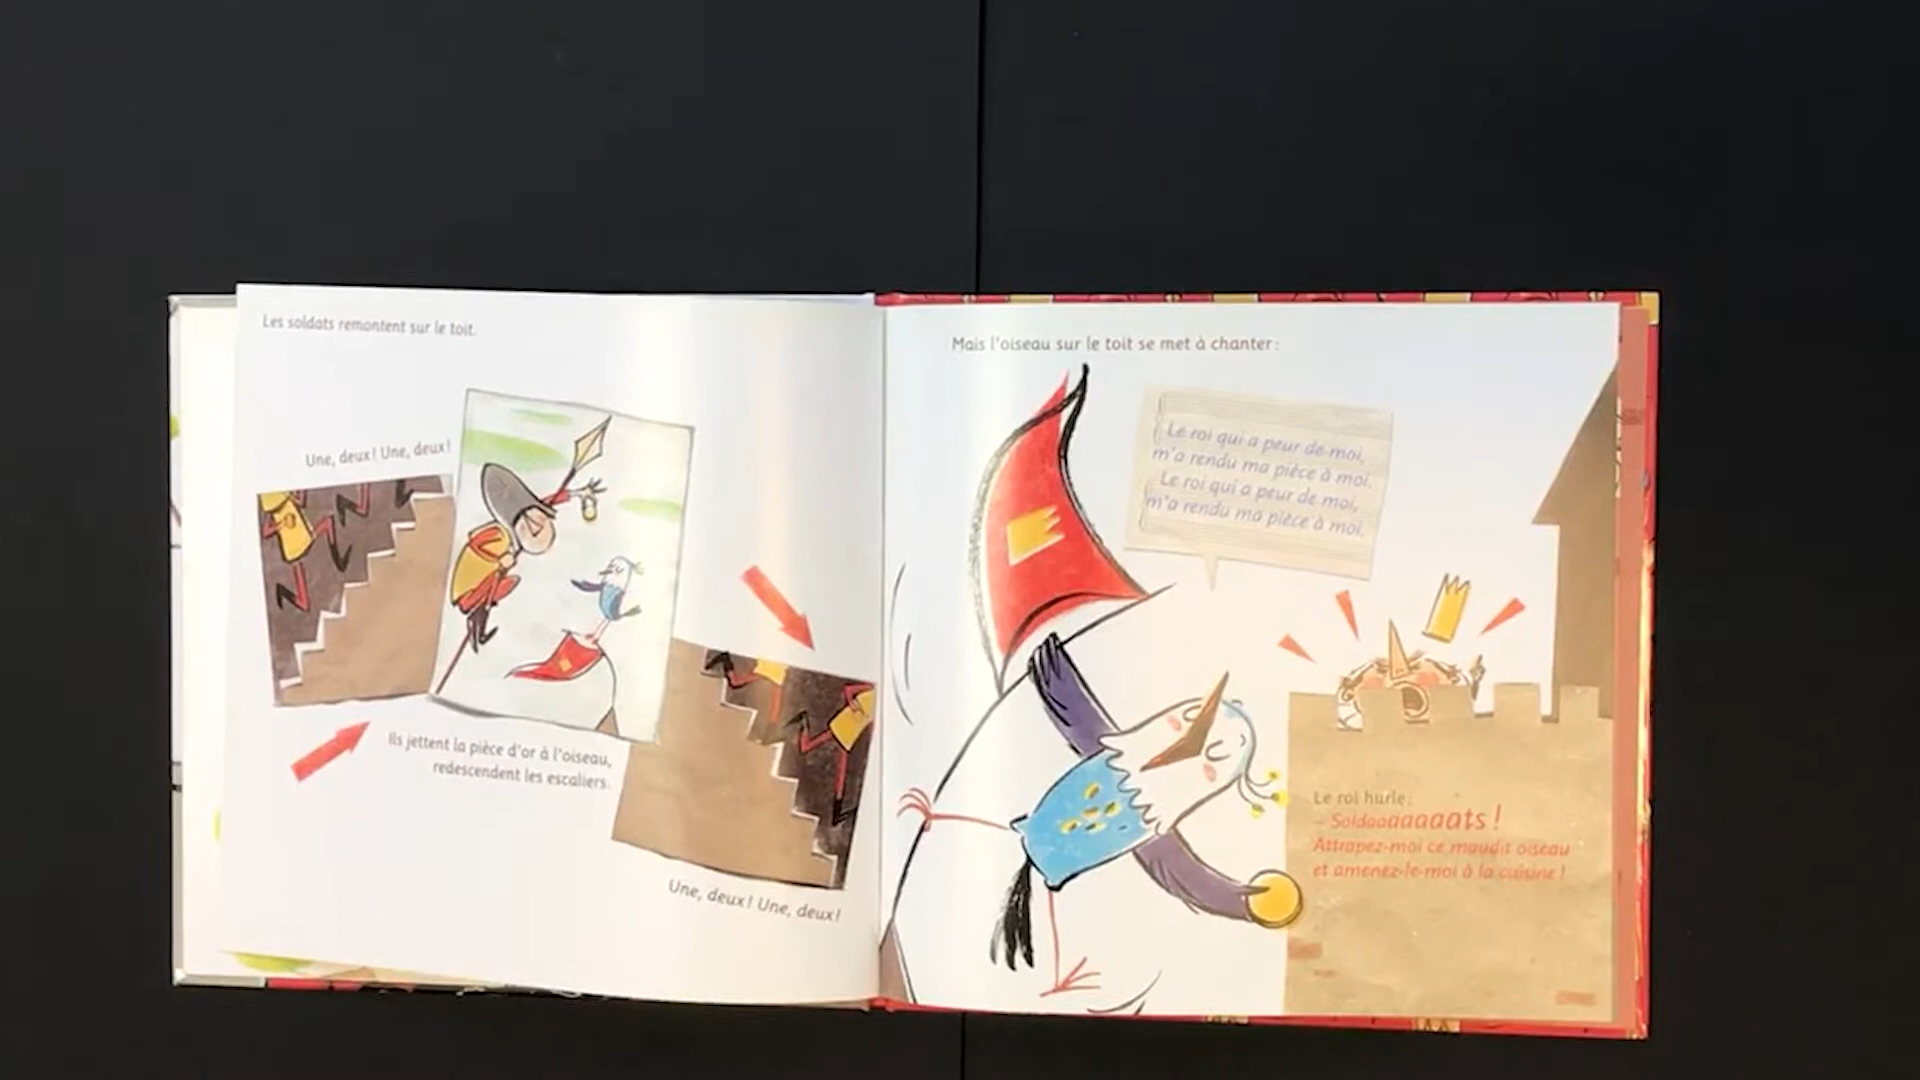 Les soldats remontent sur le toit.
Une, deux ! Une, deux !
Ils jettent la pièce d'or à l'oiseau,
redescendent les escaliers.
Une, deux ! Une, deux !
Mais l'oiseau sur le toit se met à chanter :
Le roi qui a peur de moi,
m'a rendu ma pièce à moi.
Le roi qui a peur de moi,
m'a rendu ma pièce à moi.
Le roi hurle :
– Soldaaaaaaats !
Attrapez-moi ce maudit oiseau
et amenez-le-moi à la cuisine !